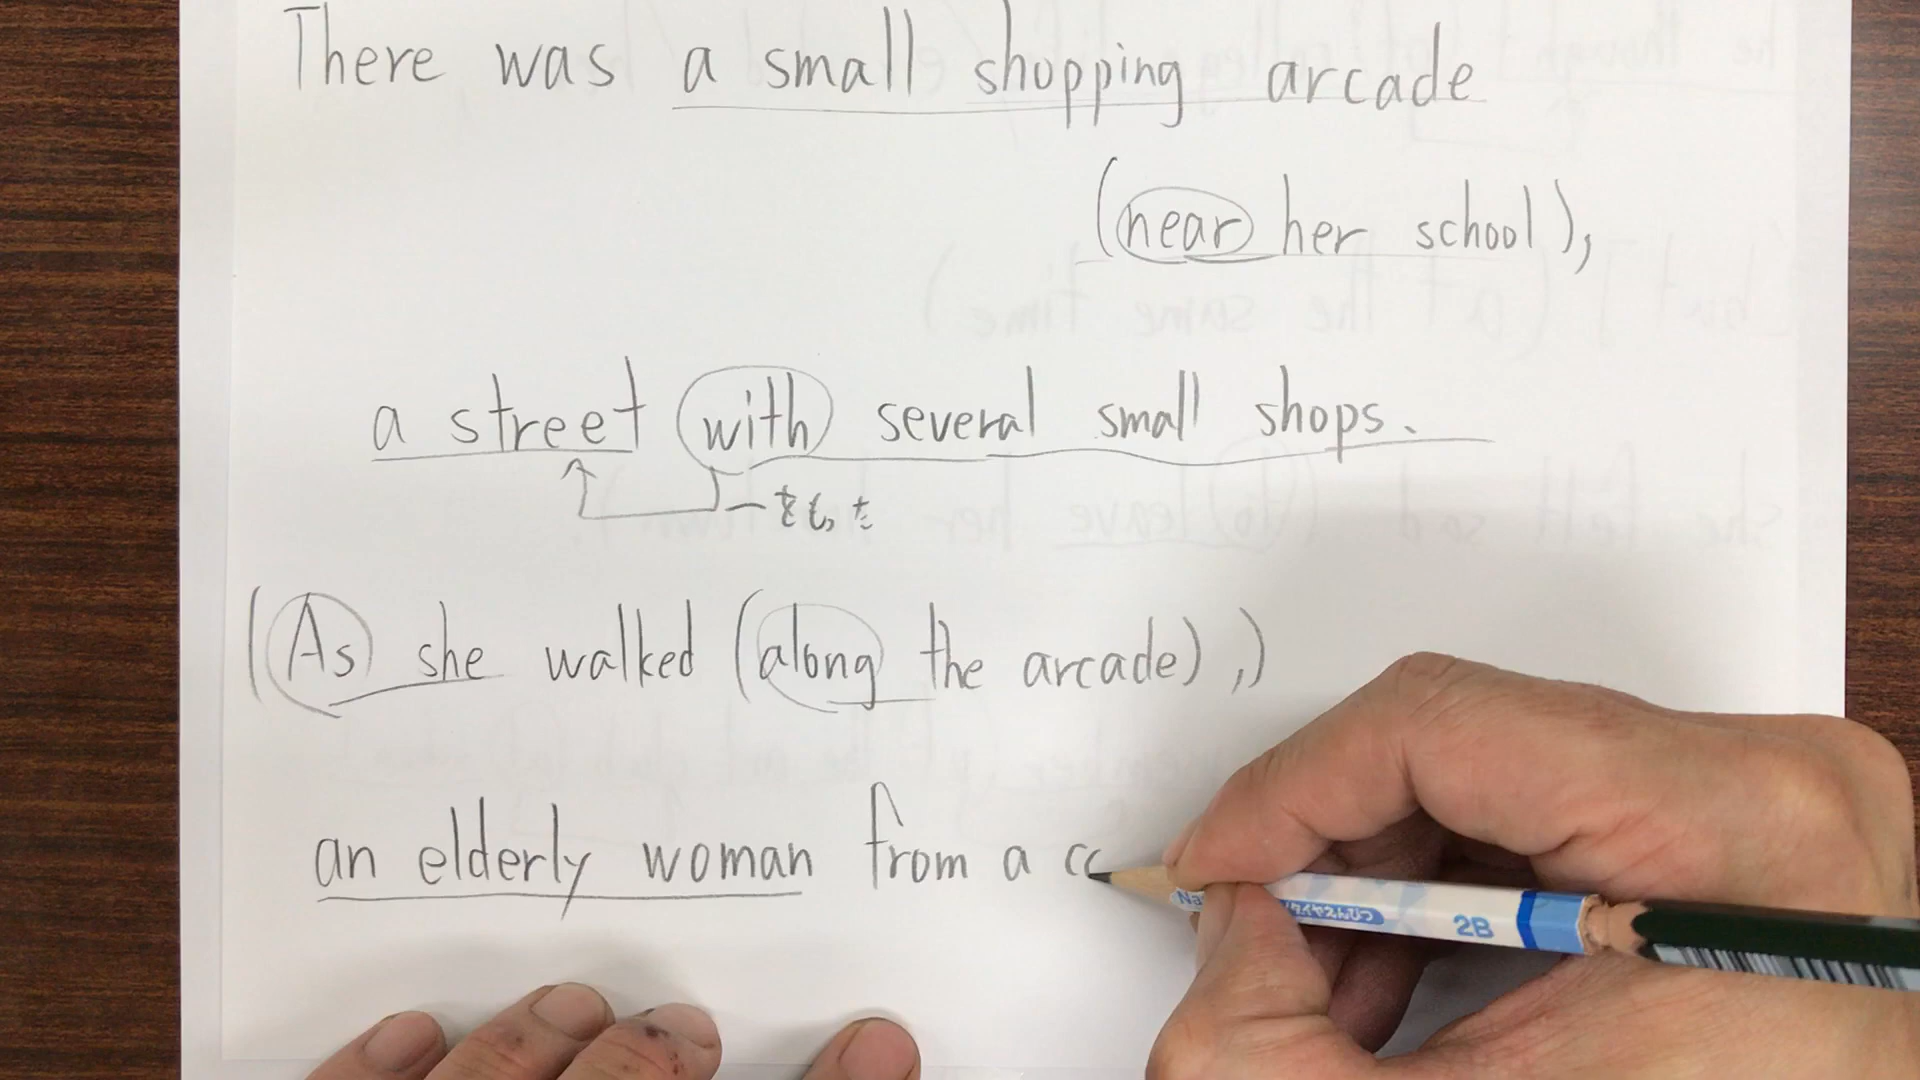 There was a small shopping arcade
(near her school),
a street with several small shops.
ーをもった
(As she walked (along the arcade),)
an elderly woman from a
2B